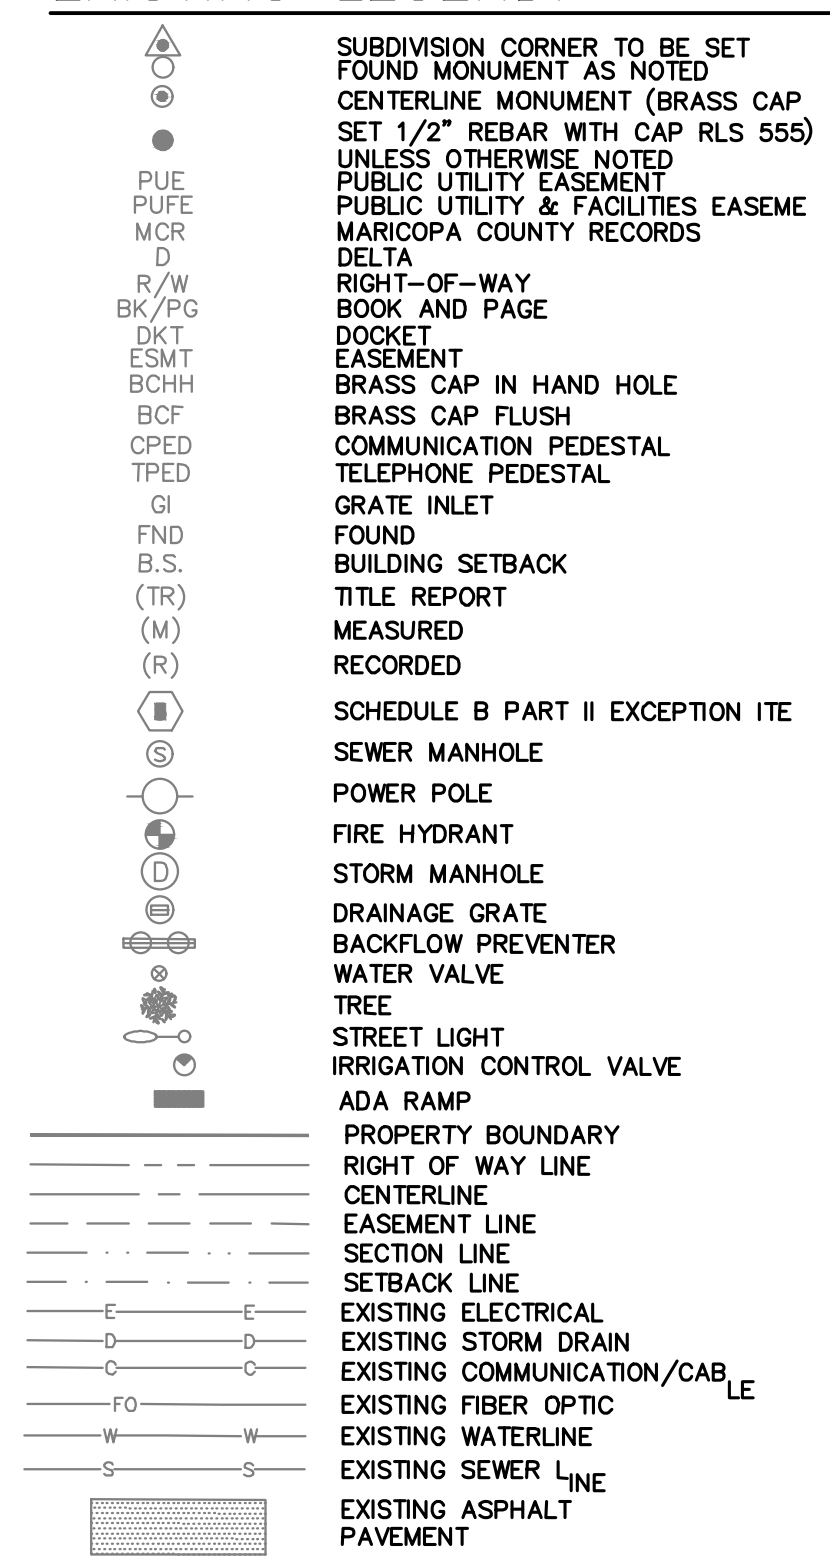 SUBDIVISION CORNER TO BE SET
FOUND MONUMENT AS NOTED
CENTERLINE MONUMENT (BRASS CAP
SET 1/2" REBAR WITH CAP RLS 555)
UNLESS OTHERWISE NOTED
PUE PUBLIC UTILITY EASEMENT
PUFE PUBLIC UTILITY & FACILITIES EASEME
MCR MARICOPA COUNTY RECORDS
D DELTA
R/W RIGHT-OF-WAY
BK/PG BOOK AND PAGE
DKT DOCKET
ESMT EASEMENT
BCHH BRASS CAP IN HAND HOLE
BCF BRASS CAP FLUSH
CPED COMMUNICATION PEDESTAL
TPED TELEPHONE PEDESTAL
GI GRATE INLET
FND FOUND
B.S. BUILDING SETBACK
(TR) TITLE REPORT
(M) MEASURED
(R) RECORDED
SCHEDULE B PART II EXCEPTION ITE
S SEWER MANHOLE
POWER POLE
FIRE HYDRANT
D STORM MANHOLE
DRAINAGE GRATE
BACKFLOW PREVENTER
WATER VALVE
TREE
STREET LIGHT
IRRIGATION CONTROL VALVE
ADA RAMP
PROPERTY BOUNDARY
RIGHT OF WAY LINE
CENTERLINE
EASEMENT LINE
SECTION LINE
SETBACK LINE
E E EXISTING ELECTRICAL
D D EXISTING STORM DRAIN
C C EXISTING COMMUNICATION/CABLE
FO EXISTING FIBER OPTIC
W W EXISTING WATERLINE
S S EXISTING SEWER LINE
EXISTING ASPHALT
PAVEMENT